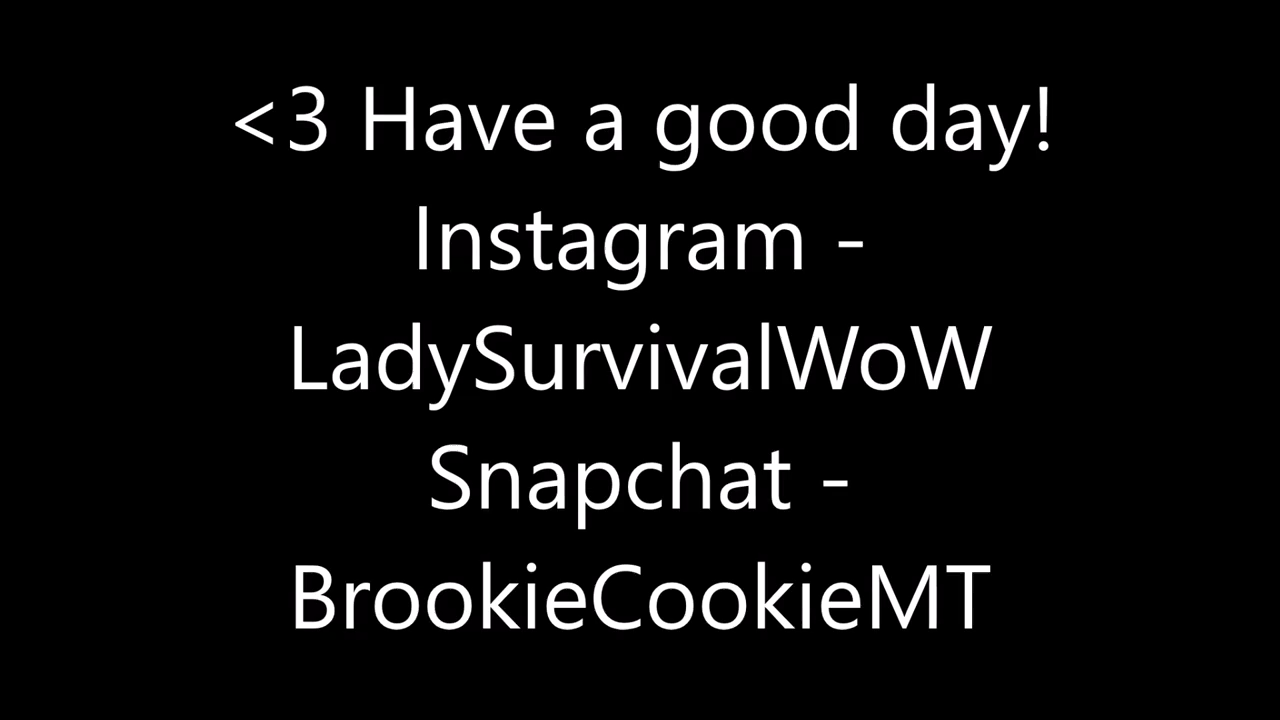 <3 Have a good day!
Instagram -
LadySurvivalWoW
Snapchat -
BrookieCookieMT